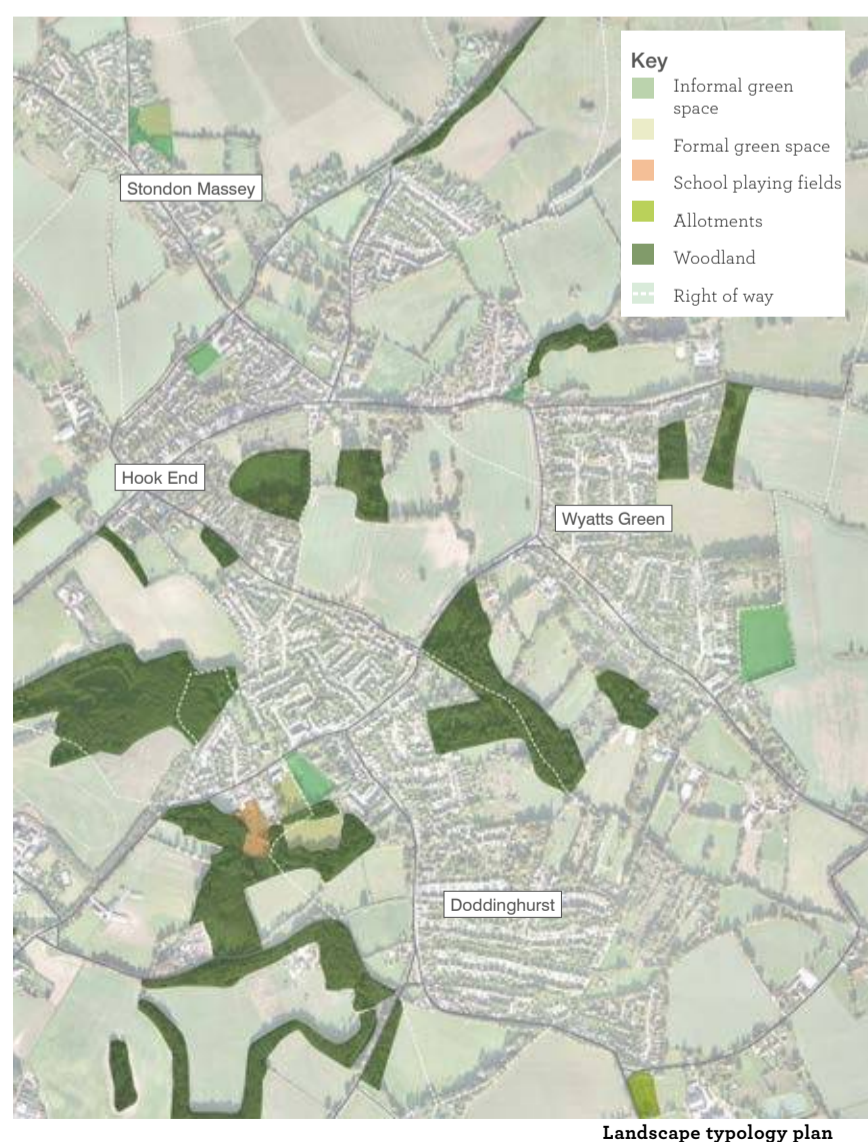 Key
Informal green
space
Formal green space
School playing fields
Allotments
Woodland
Right of way
Stondon Massey
Hook End
Wyatts Green
Doddinghurst
Landscape typology plan